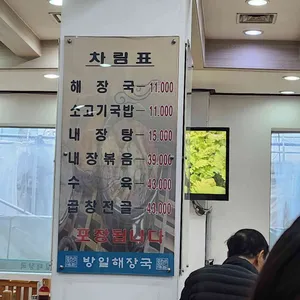 차림표
해장국 — 11,000
소고기국밥 — 11,000
내장탕 — 15,000
내장볶음 — 39,000
수육 — 43,000
곱창전골 — 43,000
포장됩니다
방일해장국